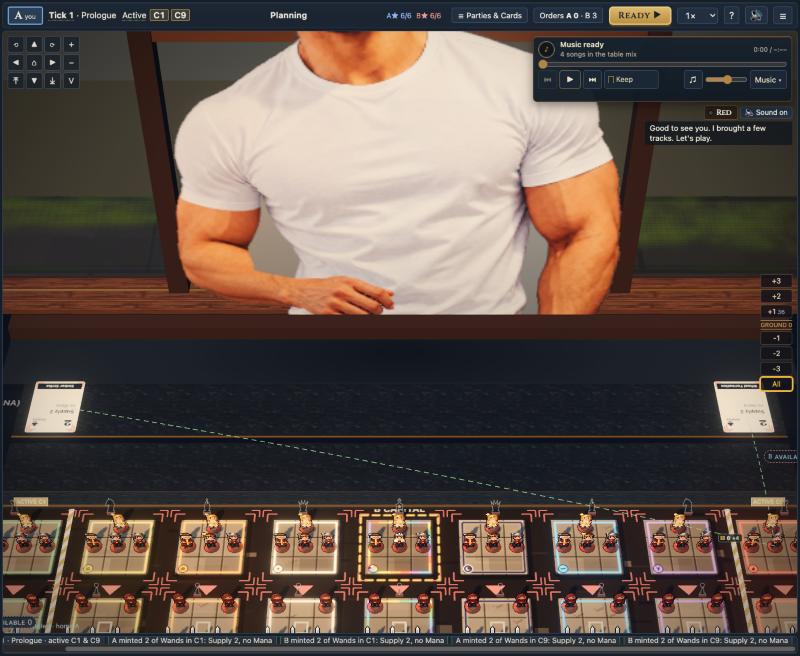 A you
Tick 1 · Prologue Active C1 C9
Planning
A★ 6/6 B★ 6/6
≡ Parties & Cards
Orders A 0 · B 3
READY ▶
1×
?
Music ready
4 songs in the table mix
0:00 / -:--
Keep
Music
RED
Sound on
Good to see you. I brought a few
tracks. Let's play.
V
+3
+2
+1 36
GROUND 0
-1
-2
-3
All
NA)
Supply 2
Supply 2
B AVAILA
ACTIVE C1
B CAPITAL
ILABLE 0
· Prologue · active C1 & C9
A minted 2 of Wands in C1: Supply 2, no Mana
B minted 2 of Wands in C1: Supply 2, no Mana
A minted 2 of Wands in C9: Supply 2, no Mana
B minted 2 of Wands in C9: Supply 2, no Mana